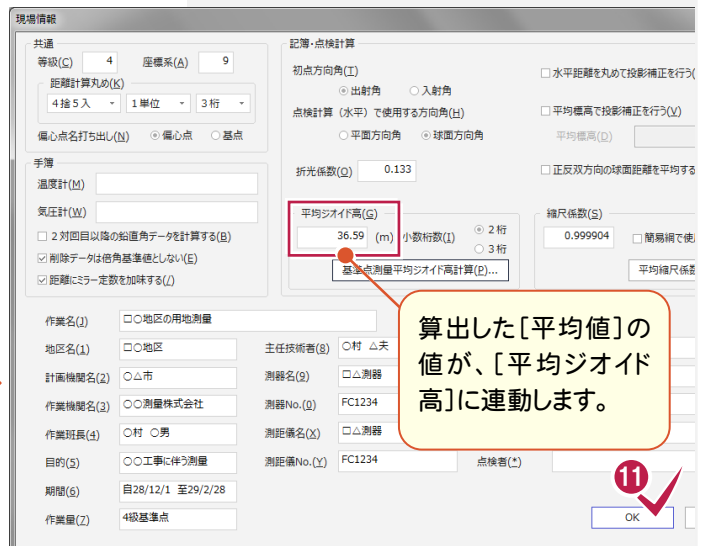 現場情報
共通
等級(C) 4 座標系(A) 9
距離計算丸め(K)
4捨5入 1単位 3桁
偏心点名打ち出し(N) 偏心点 基点
手簿
温度計(M)
気圧計(W)
2対回目以降の鉛直角データを計算する(B)
削除データは倍角基準値としない(E)
距離にミラー定数を加味する(/)
記簿・点検計算
初点方向角(T)
出射角 入射角
点検計算（水平）で使用する方向角(H)
平面方向角 球面方向角
折光係数(O) 0.133
水平距離を丸めて投影補正を行う(
平均標高で投影補正を行う(V)
平均標高(D)
正反双方向の球面距離を平均する
平均ジオイド高(G)
36.59 (m) 小数桁数(I) 2桁
3桁
基準点測量平均ジオイド高計算(P)...
縮尺係数(S)
0.999904 簡易網で使
平均縮尺係数
算出した[平均値]の
値が、[平均ジオイド
高]に連動します。
作業名(J) □○地区の用地測量
地区名(1) □○地区 主任技術者(8) ○村 △夫
計画機関名(2) ○△市 測器名(9) □△測器
作業機関名(3) ○○測量株式会社 測器No.(0) FC1234
作業班長(4) ○村 ○男 測距儀名(X) □△測器
目的(5) ○○工事に伴う測量 測距儀No.(Y) FC1234 点検者(*)
期間(6) 自28/12/1 至29/2/28
作業量(7) 4級基準点
⑪
OK